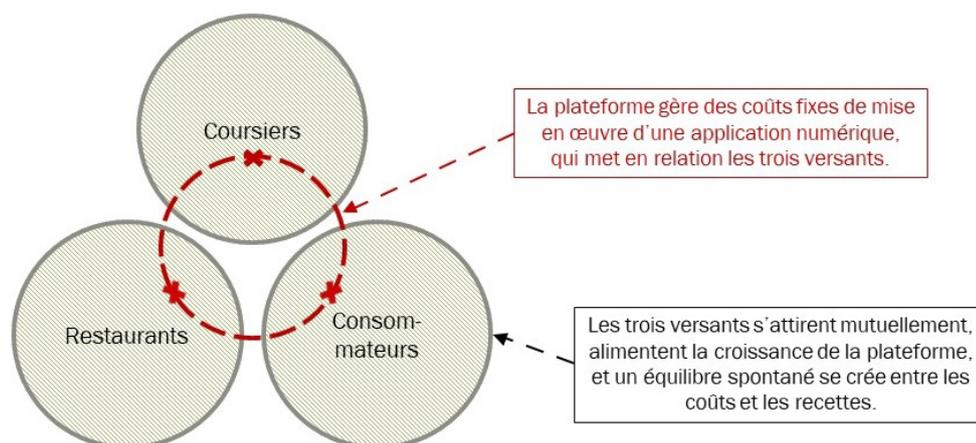 Coursiers
La plateforme gère des coûts fixes de mise
en œuvre d'une application numérique,
qui met en relation les trois versants.
Restaurants
Consom-
mateurs
Les trois versants s'attirent mutuellement,
alimentent la croissance de la plateforme,
et un équilibre spontané se crée entre les
coûts et les recettes.